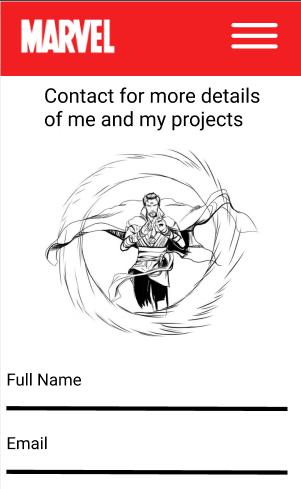 MARVEL
Contact for more details
of me and my projects
Full Name
Email